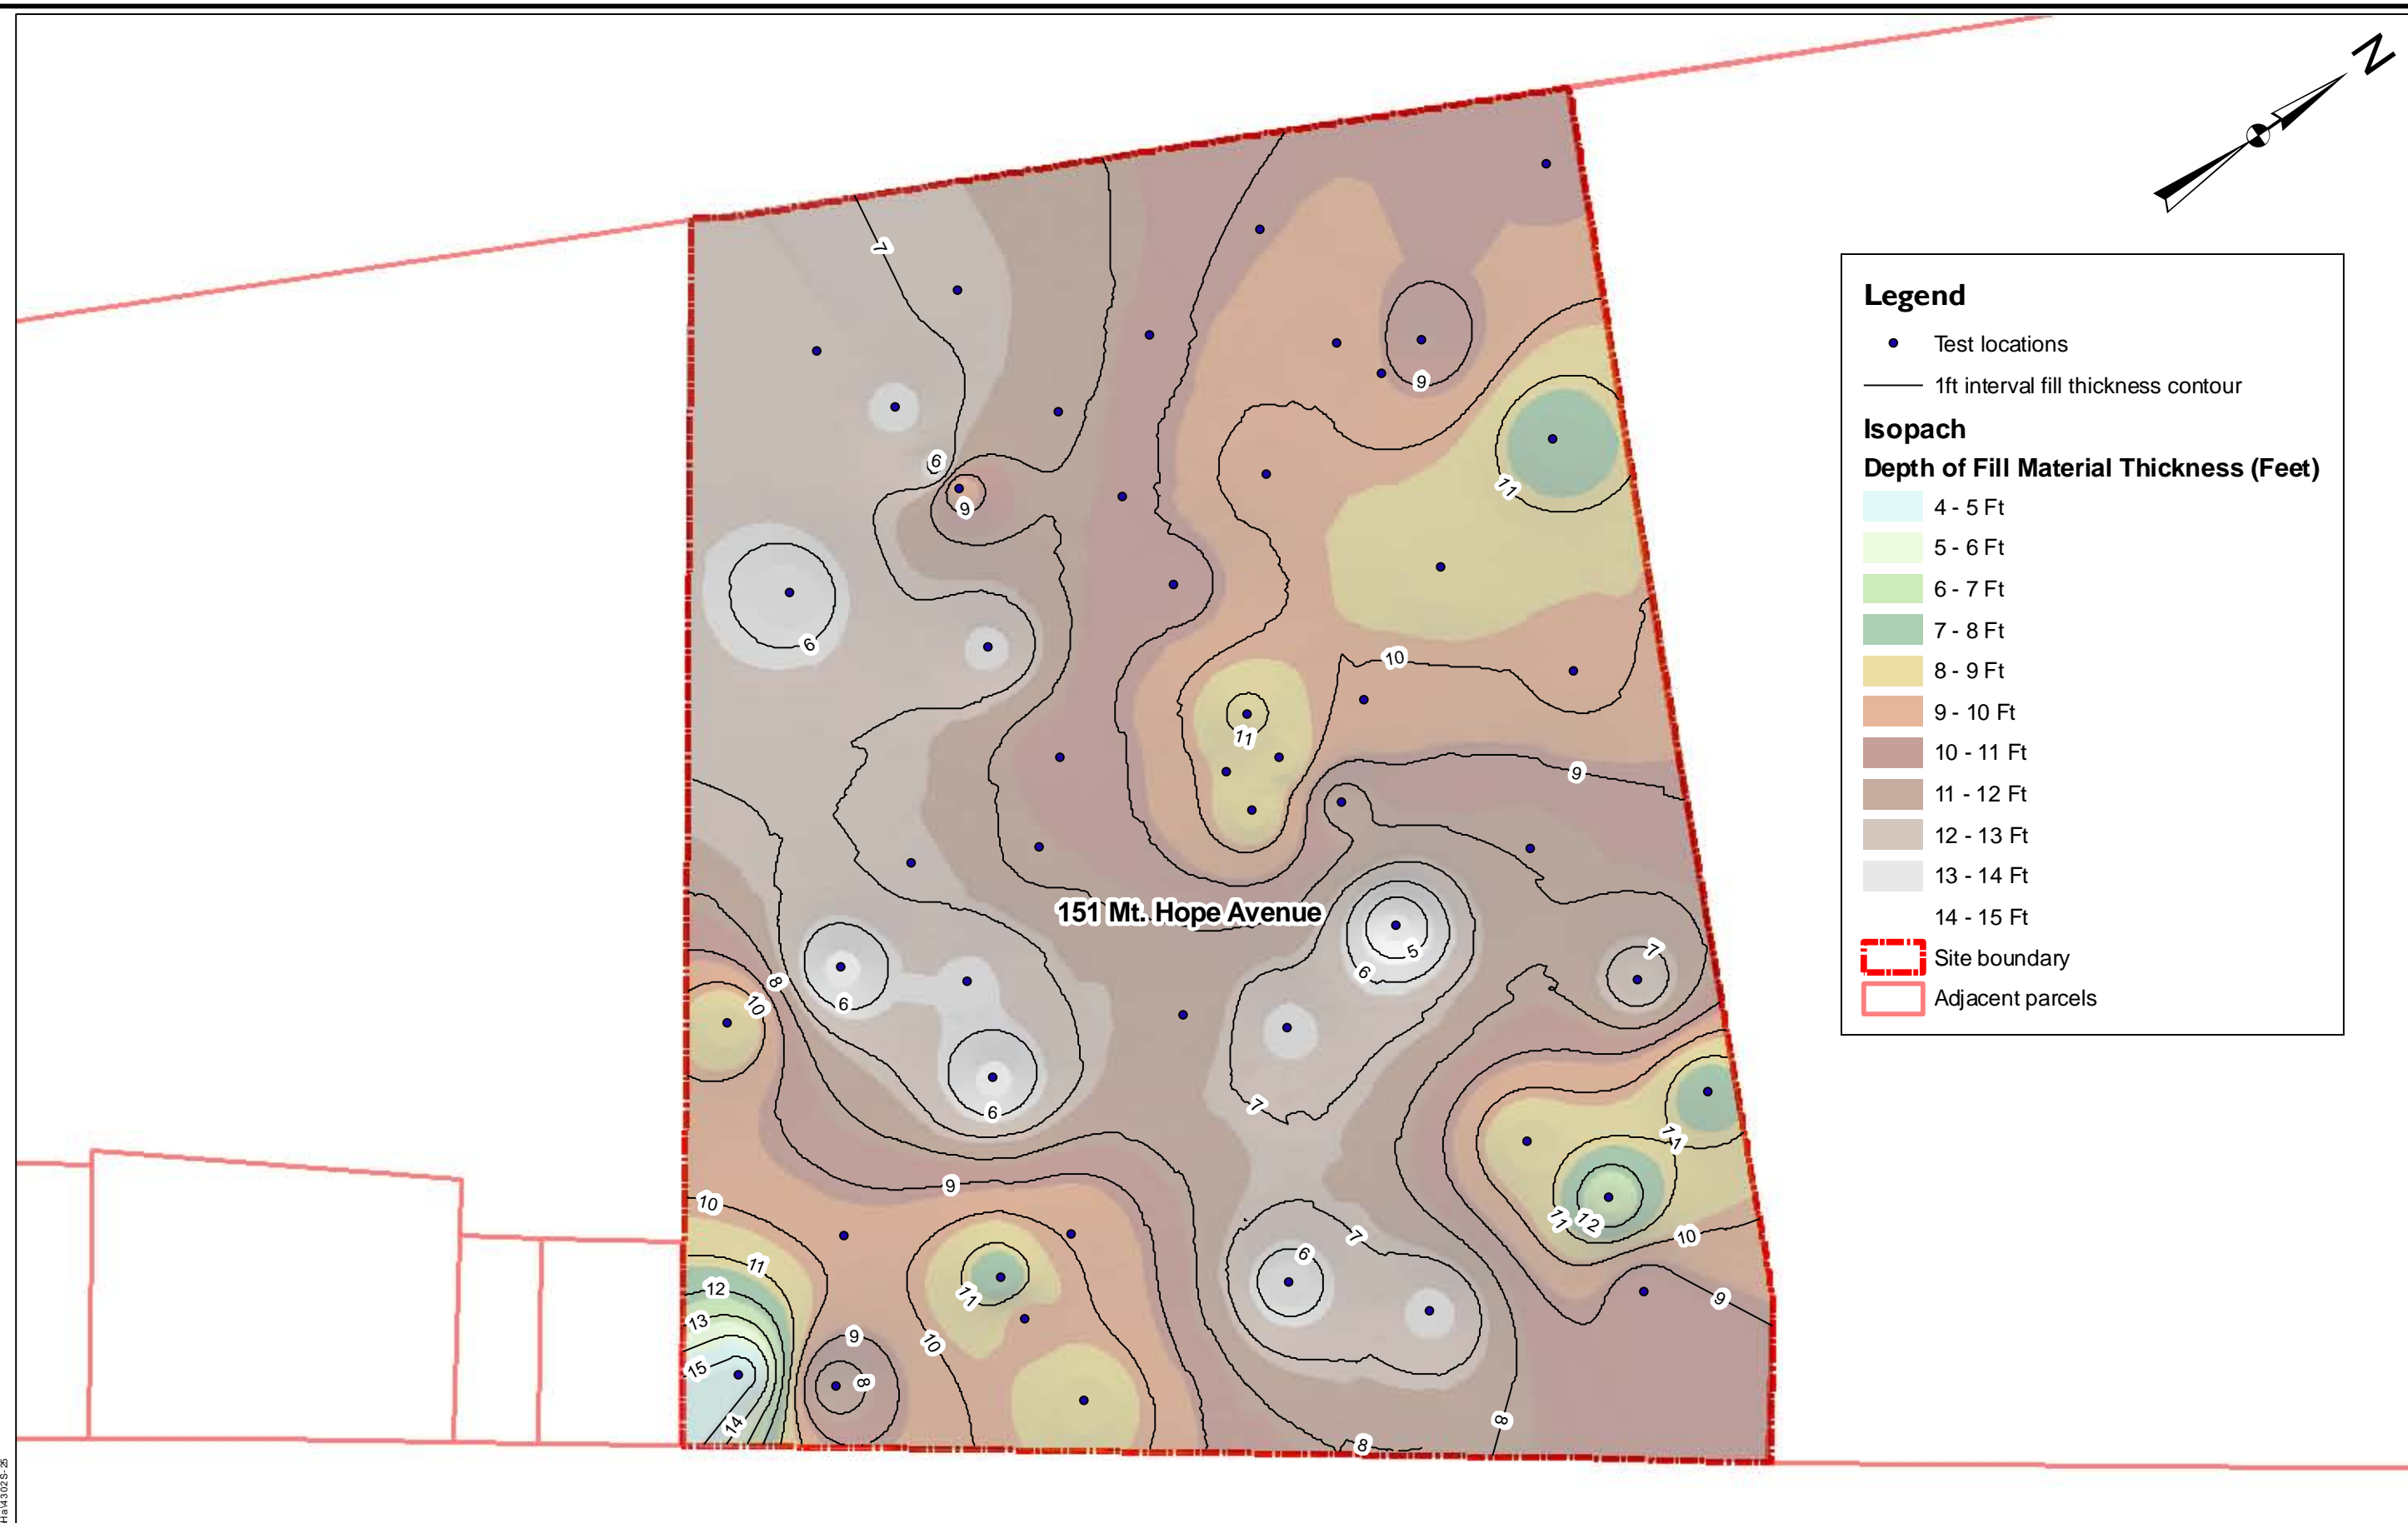 N
Legend
Test locations
1ft interval fill thickness contour
Isopach
Depth of Fill Material Thickness (Feet)
4 - 5 Ft
5 - 6 Ft
6 - 7 Ft
7 - 8 Ft
8 - 9 Ft
9 - 10 Ft
10 - 11 Ft
11 - 12 Ft
12 - 13 Ft
13 - 14 Ft
14 - 15 Ft
Site boundary
Adjacent parcels
7
9
6
9
11
6
10
11
9
151 Mt. Hope Avenue
5
7
6
8
10
6
6
7
11
9
10
11
12
10
7
6
11
12
13
11
9
9
10
15
8
14
8
8